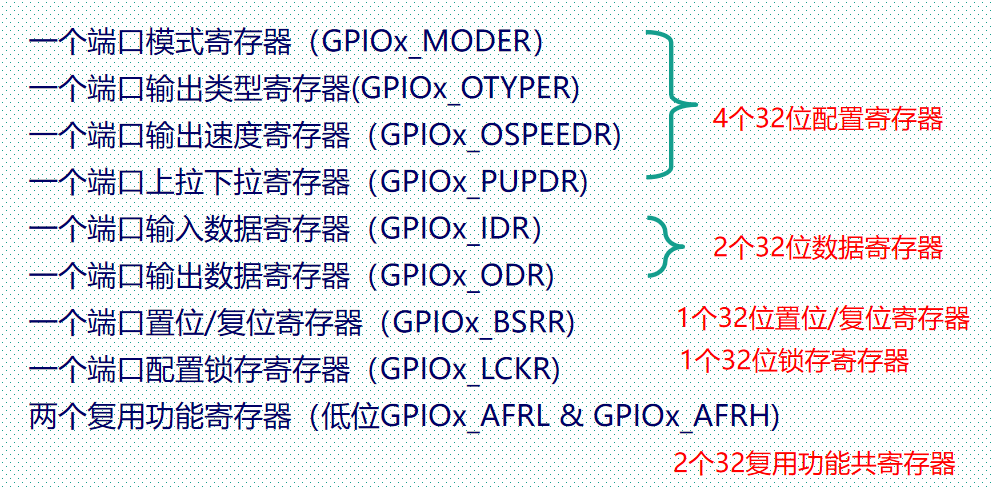 一个端口模式寄存器（GPIOx_MODER）
一个端口输出类型寄存器(GPIOx_OTYPER)
一个端口输出速度寄存器（GPIOx_OSPEEDR)
一个端口上拉下拉寄存器（GPIOx_PUPDR)
4个32位配置寄存器
一个端口输入数据寄存器（GPIOx_IDR）
一个端口输出数据寄存器（GPIOx_ODR)
2个32位数据寄存器
一个端口置位/复位寄存器（GPIOx_BSRR)
1个32位置位/复位寄存器
一个端口配置锁存寄存器（GPIOx_LCKR)
1个32位锁存寄存器
两个复用功能寄存器（低位GPIOx_AFRL & GPIOx_AFRH)
2个32复用功能共寄存器